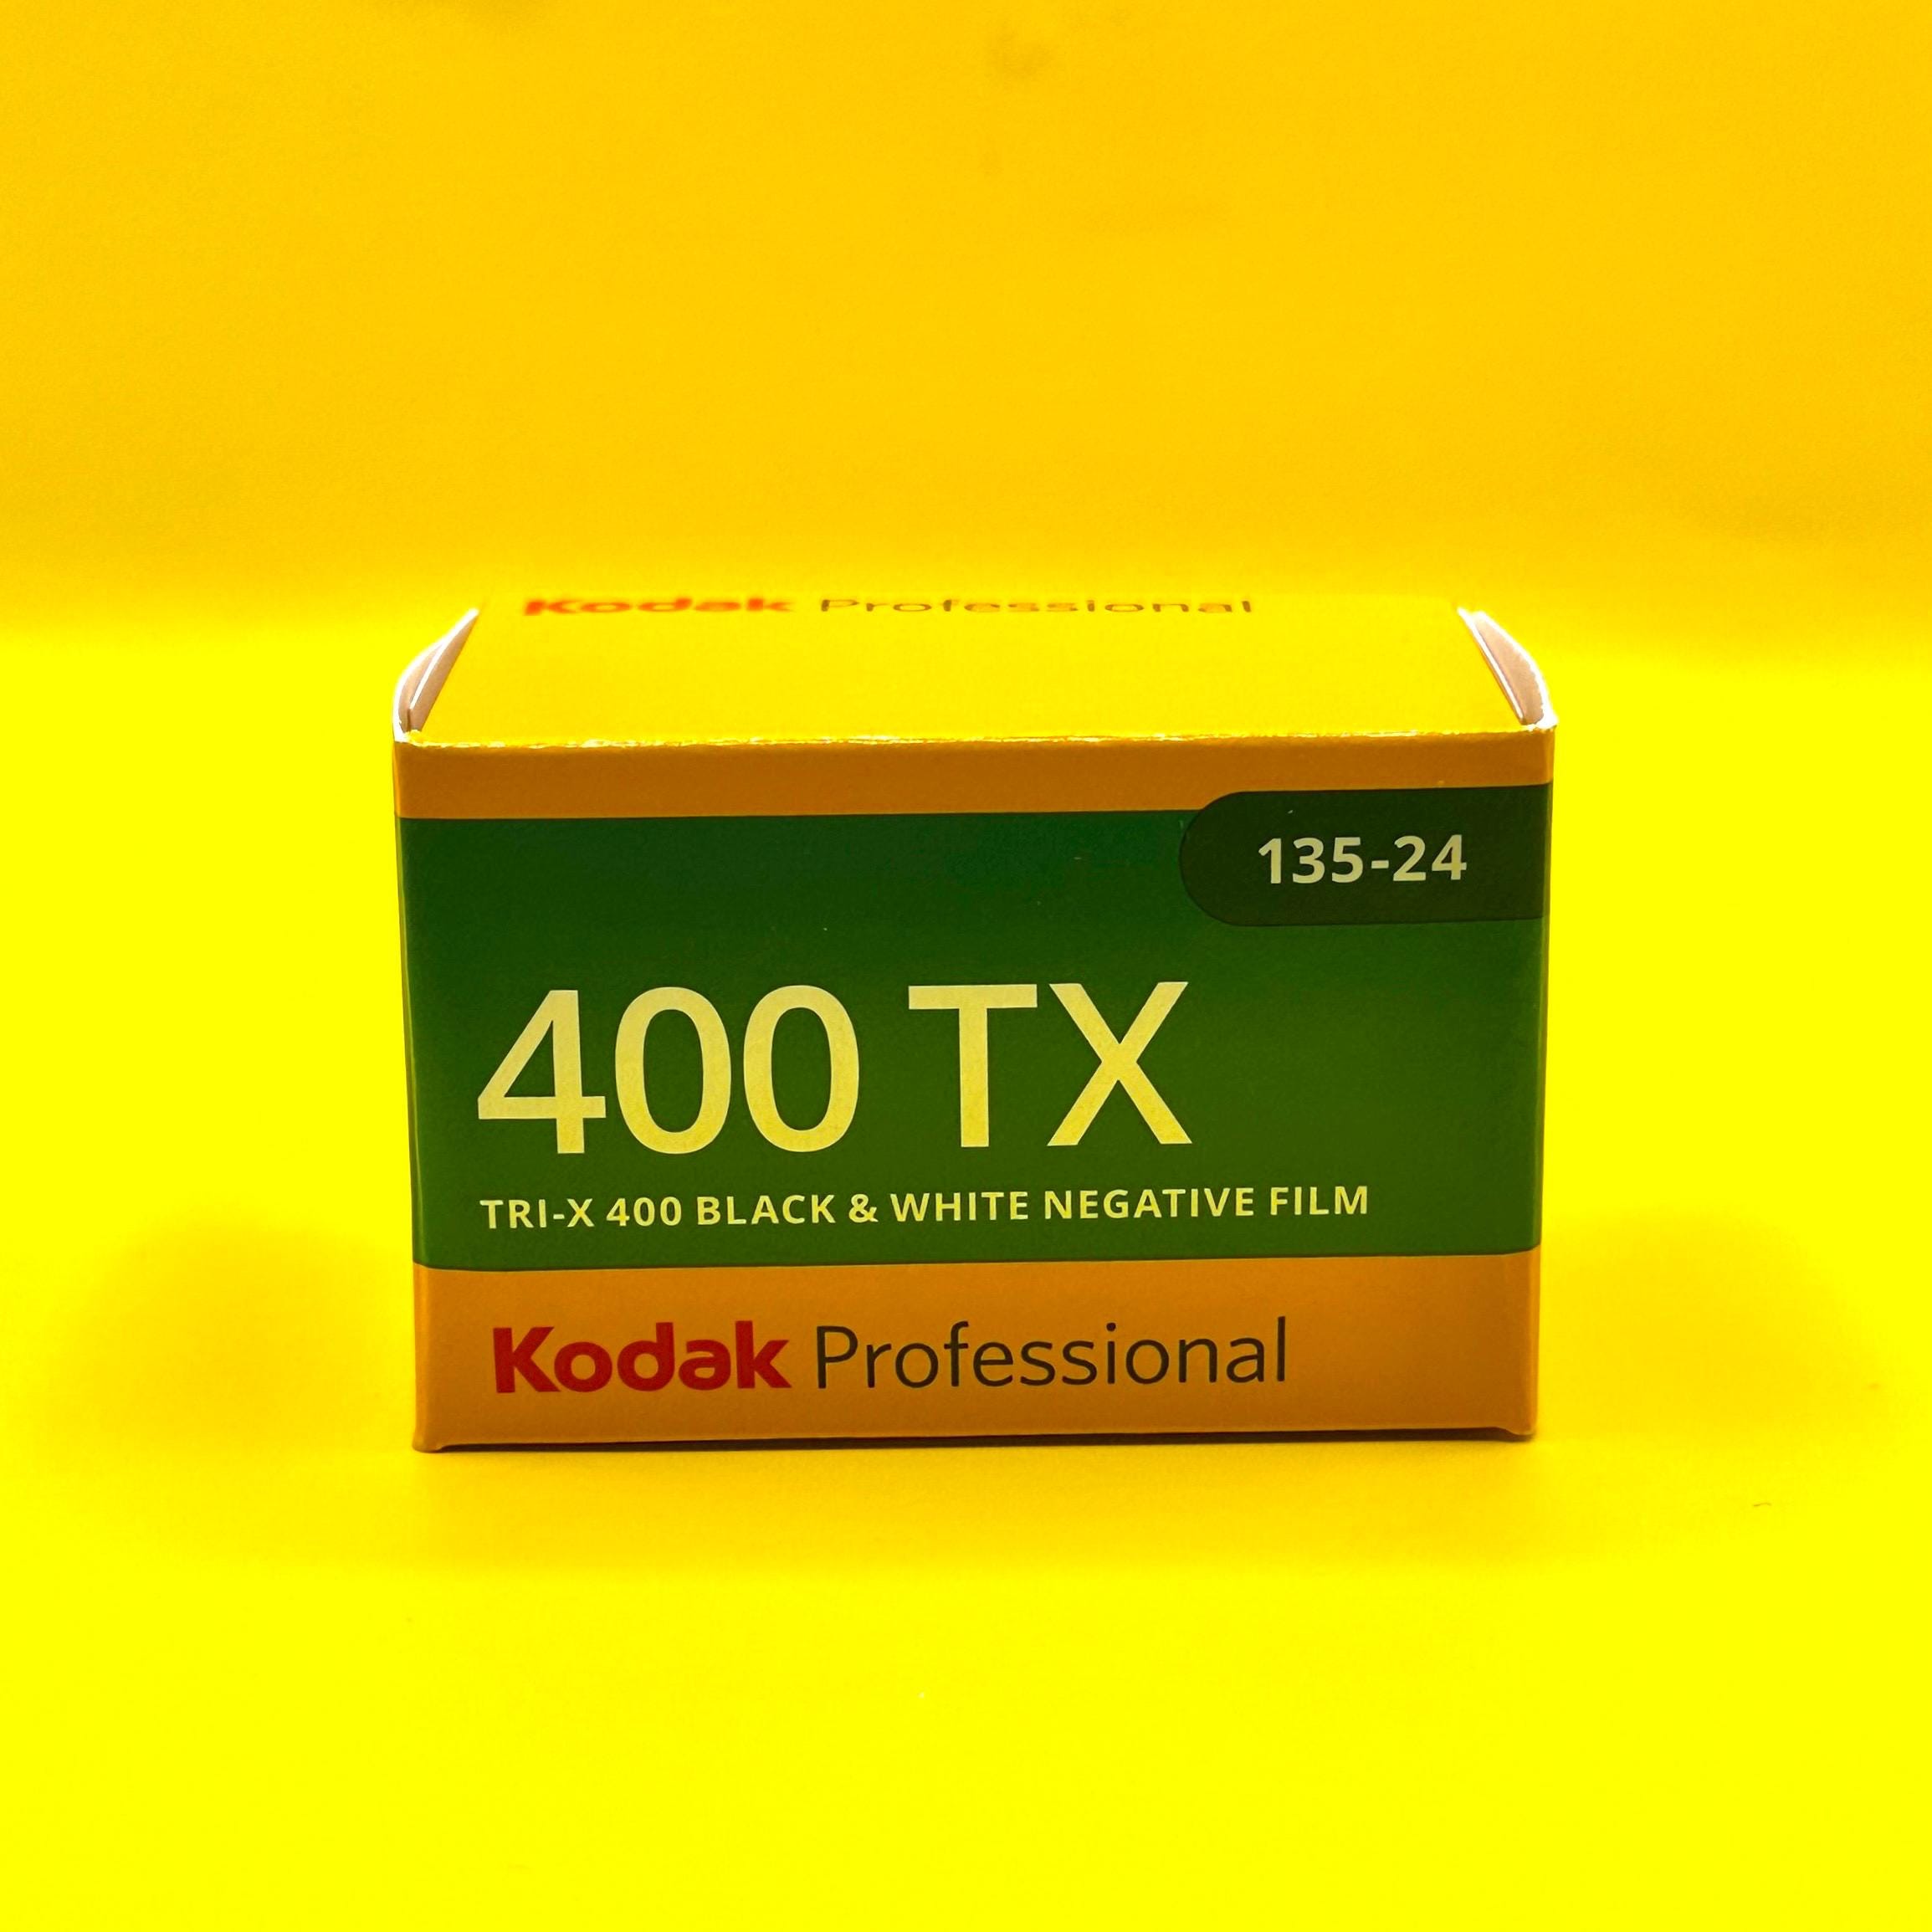 Kodak Professional
135-24
400 TX
TRI-X 400 BLACK & WHITE NEGATIVE FILM
Kodak Professional